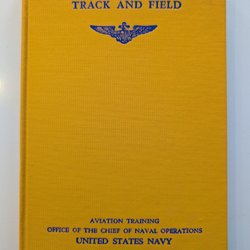 TRACK AND FIELD
AVIATION TRAINING
OFFICE OF THE CHIEF OF NAVAL OPERATIONS
UNITED STATES NAVY